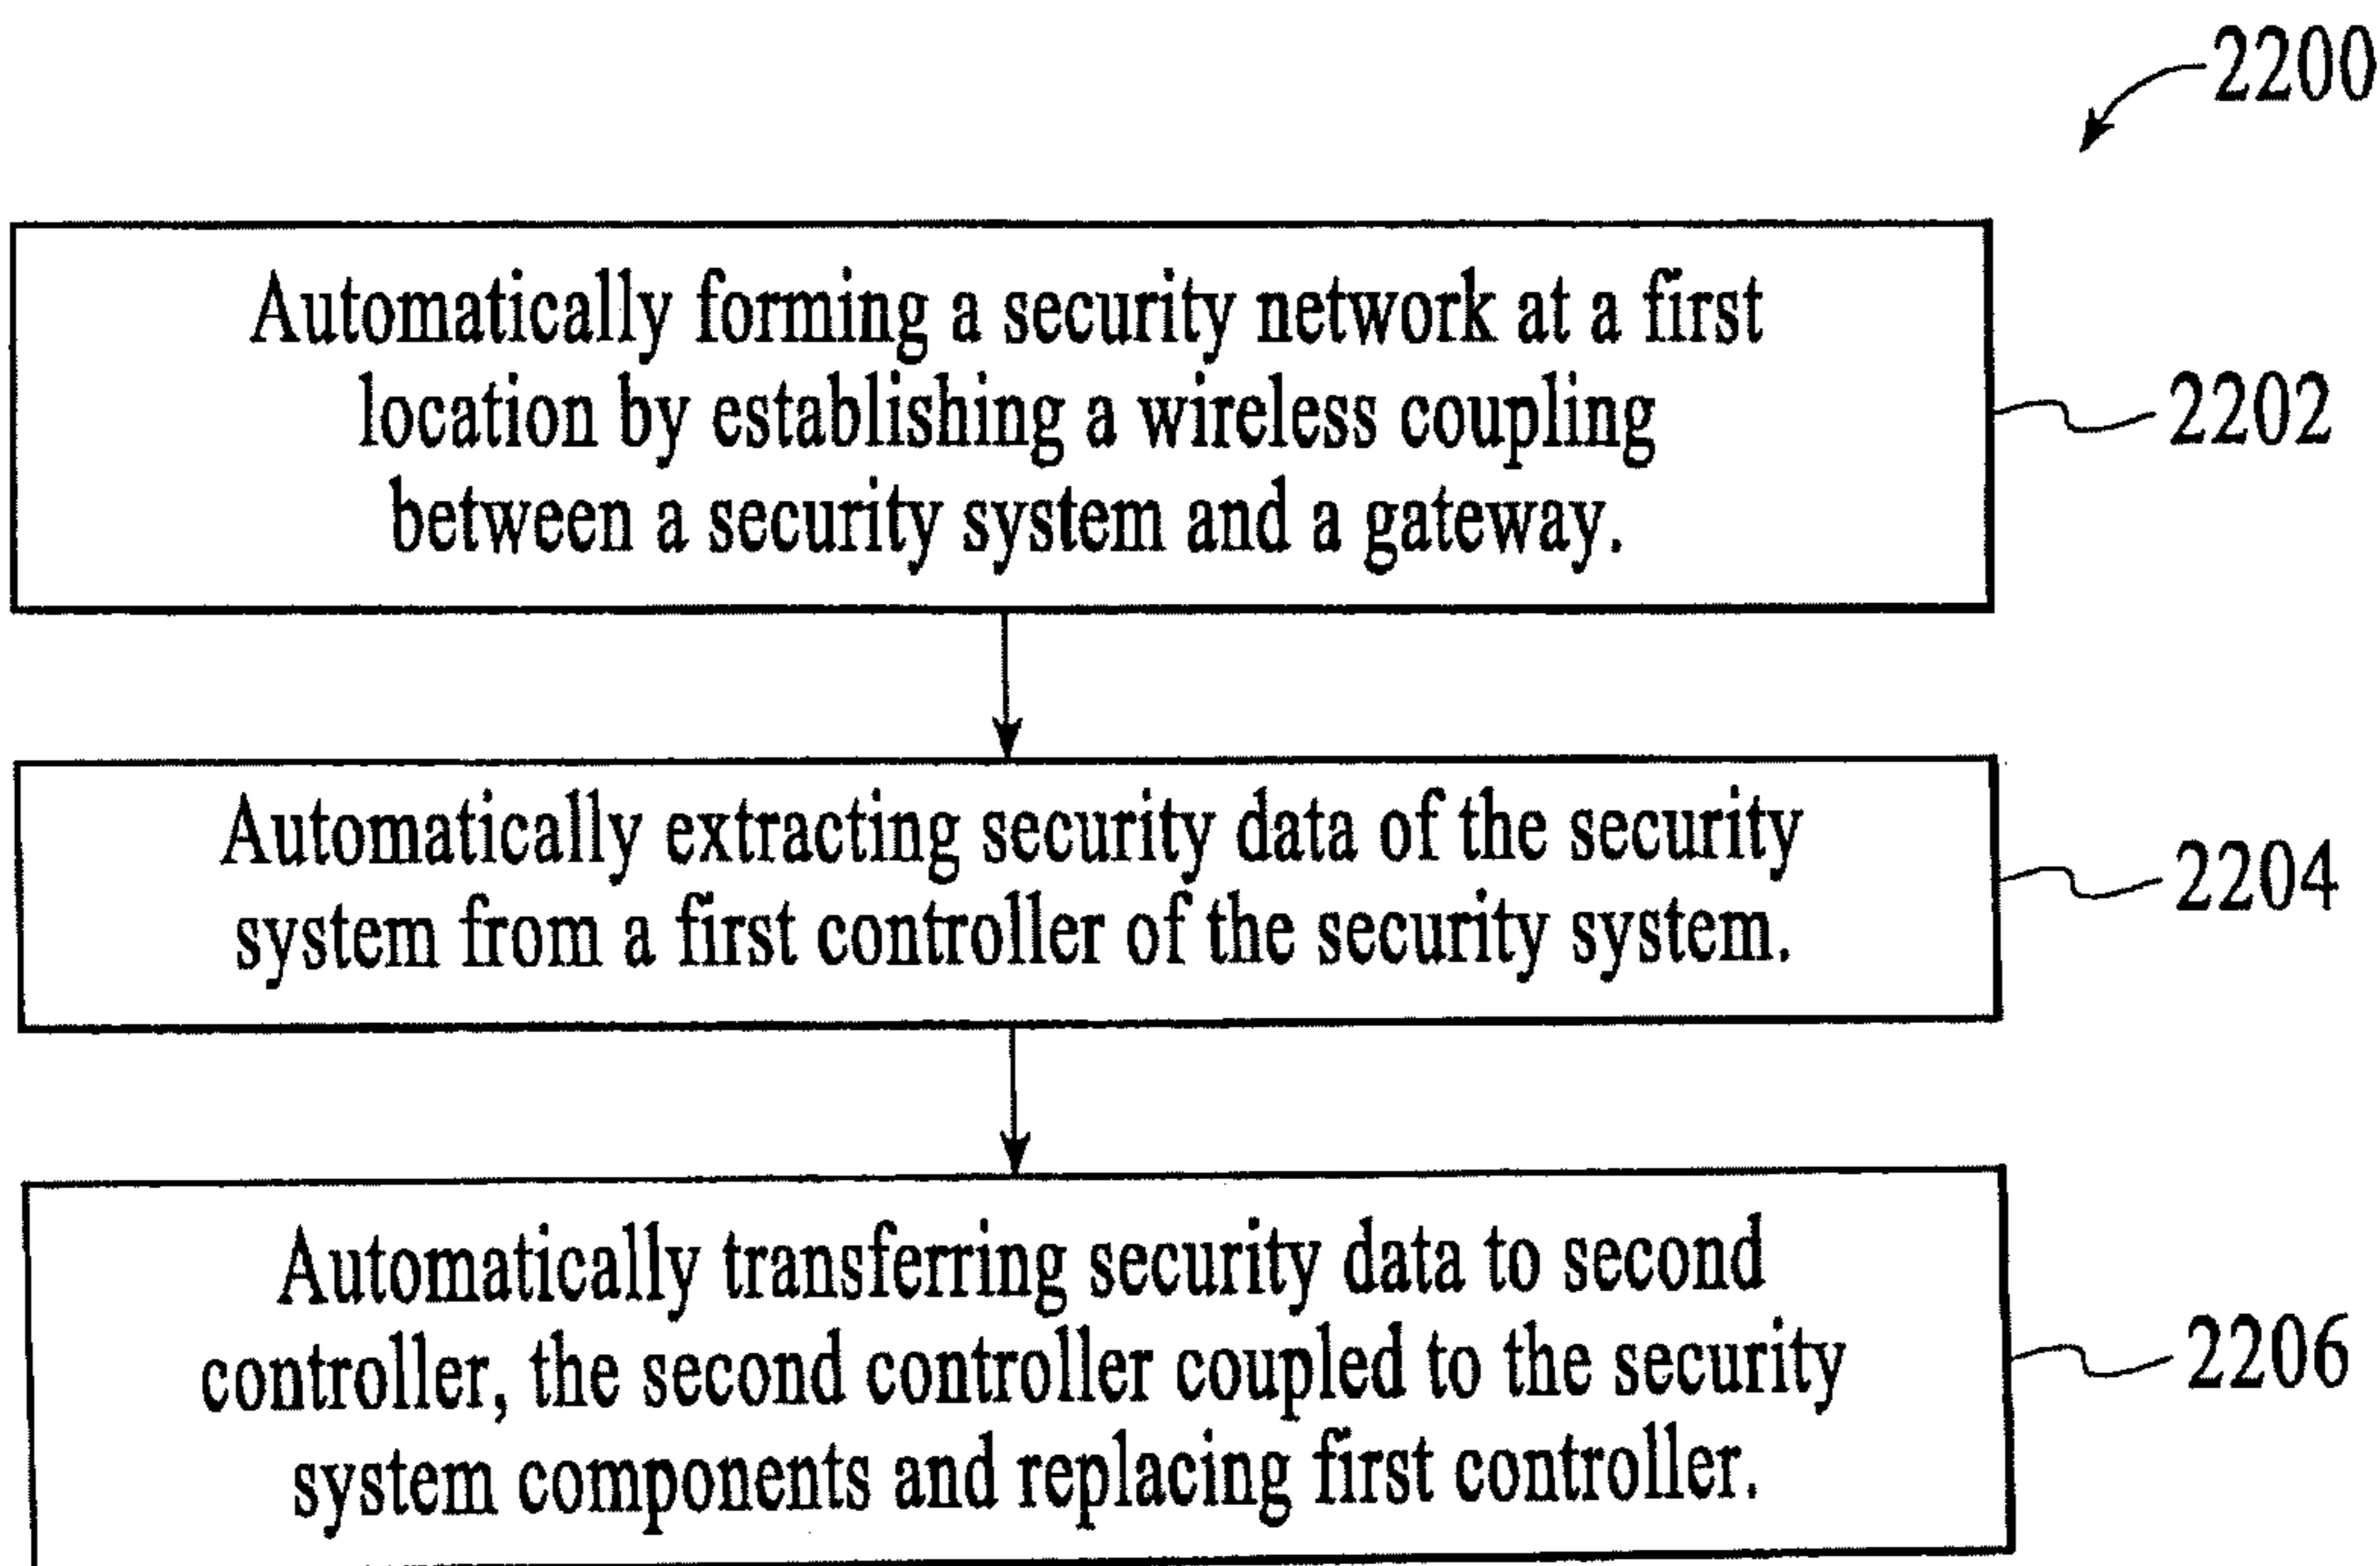 2200
Automatically forming a security network at a first
location by establishing a wireless coupling
between a security system and a gateway.
2202
Automatically extracting security data of the security
system from a first controller of the security system.
2204
Automatically transferring security data to second
controller, the second controller coupled to the security
system components and replacing first controller.
2206